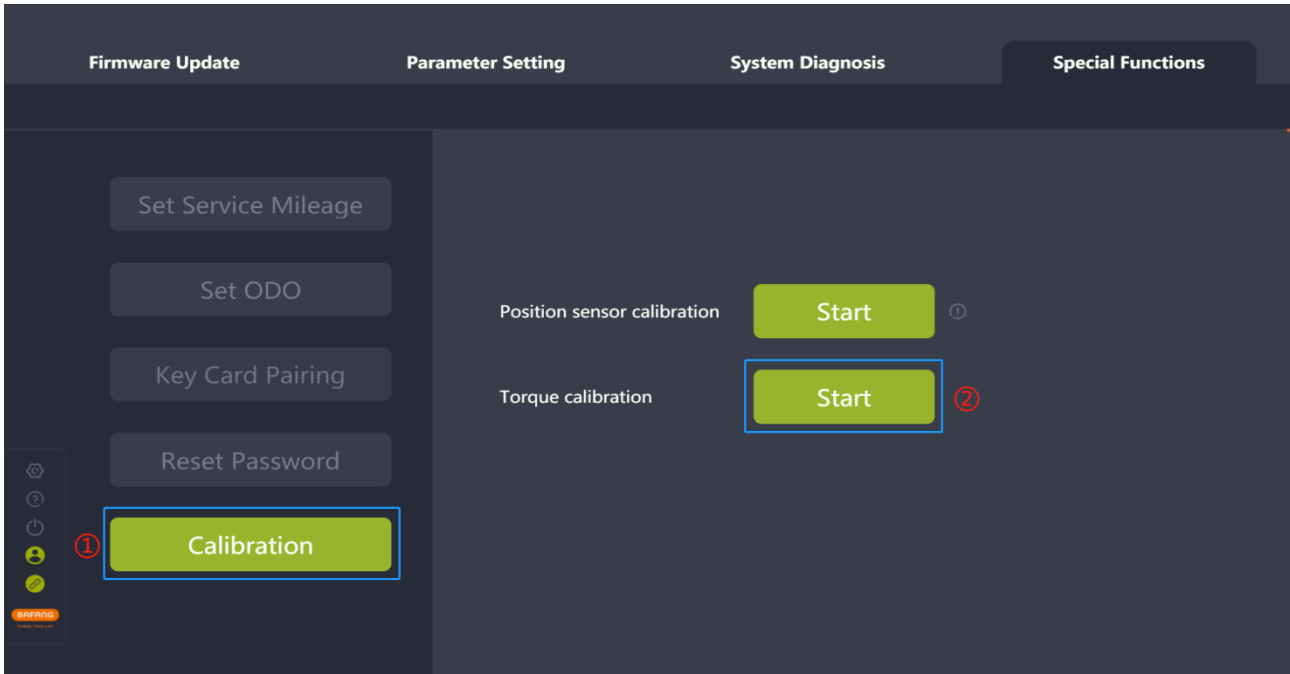 Firmware Update
Parameter Setting
System Diagnosis
Special Functions
Set Service Mileage
Set ODO
Key Card Pairing
Reset Password
① Calibration
Position sensor calibration Start
Torque calibration Start ②
BAFANG